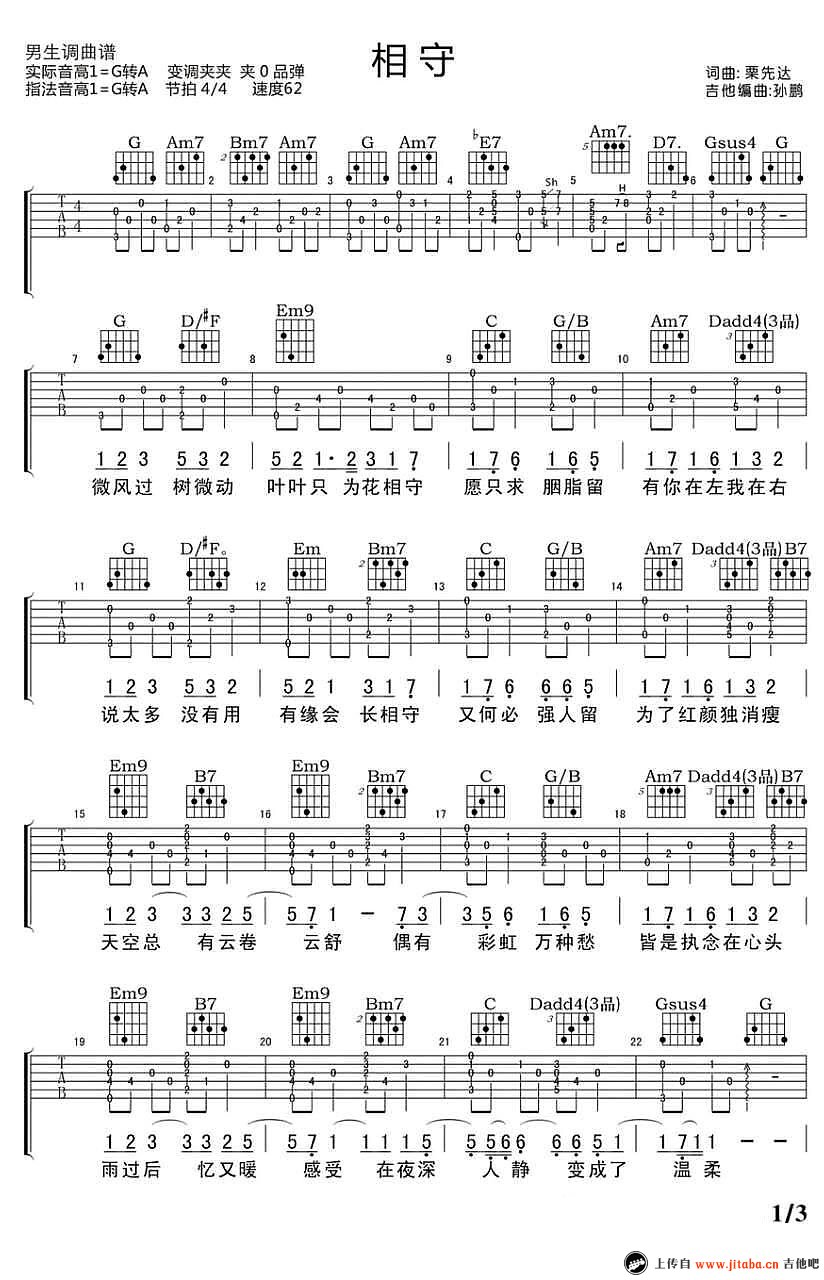 男生调曲谱
相守
实际音高1=G转A 变调夹夹 夹0品弹
词曲:栗先达
指法音高1=G转A 节拍4/4 速度62
吉他编曲:孙鹏
G Am7 Bm7 Am7 G Am7 ♭E7 Am7. D7. Gsus4 G
G D/#F Em9 C G/B Am7 Dadd4(3品)
1 2 3 5 3 2 | 5 2 1· 2 3 1 7 | 1 7 6 1 6 5 | 1 7 1 6 1 3 2
微风过 树微动 叶叶只 为花相守 愿只求 胭脂留 有你在左我在右
G D/#F。 Em Bm7 C G/B Am7 Dadd4(3品) B7
1 2 3 5 3 2 | 5 2 1 3 1 7 | 1 7 6 6 6 5 | 1 7 1 6 1 3 2
说太多 没有用 有缘会 长相守 又何必 强人留 为了红颜独消瘦
Em9 B7 Em9 Bm7 C G/B Am7 Dadd4(3品) B7
1 2 3 3 3 2 5 | 5 7 1 － 7 3 | 3 5 6 1 6 5 | 1 7 1 6 1 3 2
天空总 有云卷 云舒 偶有 彩虹 万种愁 皆是执念在心头
Em9 B7 Em9 Bm7 C Dadd4(3品) Gsus4 G
1 2 3 3 3 2 5 | 5 7 1 1 1 5 | 5 5 6 6 6 6 5 1 | 1 7 1 1 － －
雨过后 忆又暖 感受 在夜深 人静 变成了 温柔
1/3
上传自 www.jitaba.cn 吉他吧